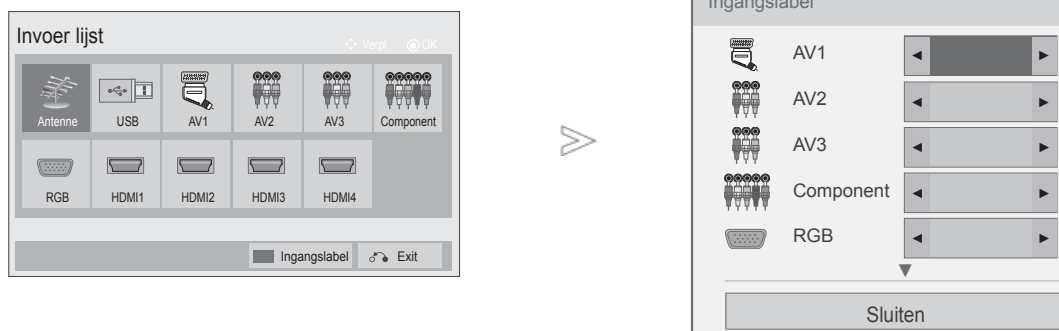 Invoer lijst
Verpl. OK
Antenne USB AV1 AV2 AV3 Component
RGB HDMI1 HDMI2 HDMI3 HDMI4
Ingangslabel Exit
Ingangslabel
AV1
AV2
AV3
Component
RGB
Sluiten